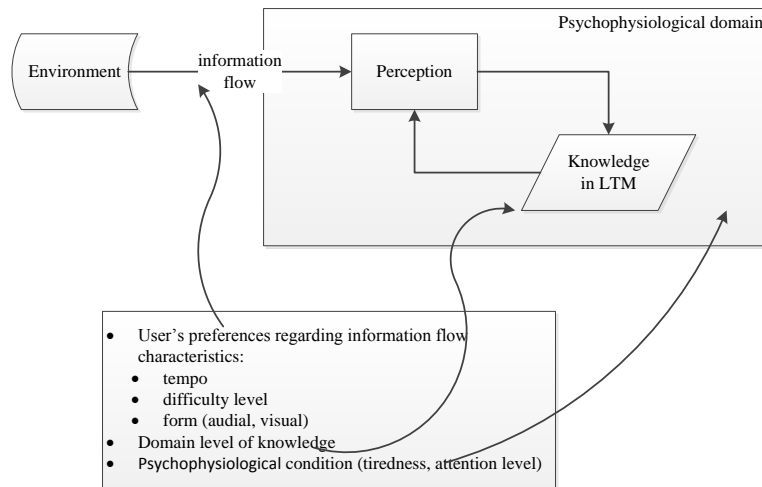 Psychophysiological domain
Environment
information
flow
Perception
Knowledge
in LTM
• User's preferences regarding information flow
characteristics:
• tempo
• difficulty level
• form (audial, visual)
• Domain level of knowledge
• Psychophysiological condition (tiredness, attention level)